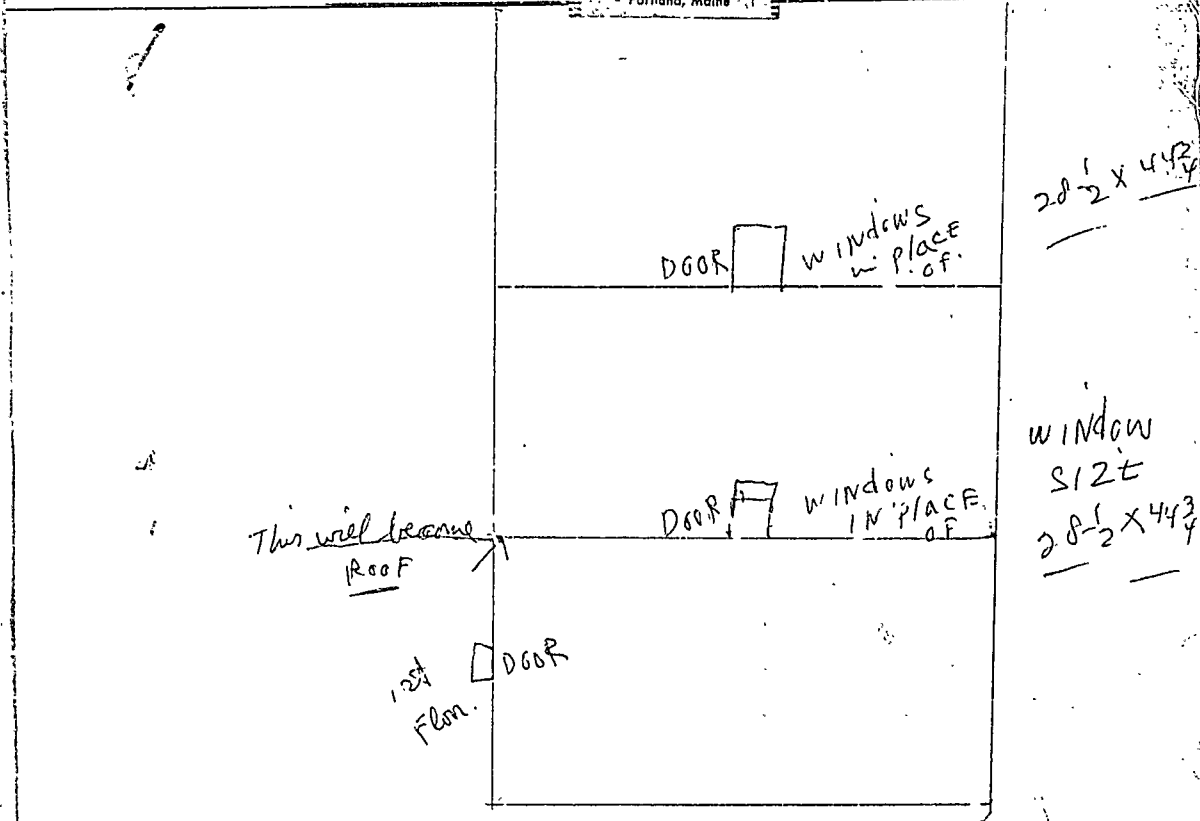 Portland, Maine
28 1/2 X 44 3/4
DOOR
WINDOWS
IN PLACE
OF.
WINDOW
SIZE
28-1/2 X 44 3/4
DOOR
WINDOWS
IN PLACE
OF
This will become
ROOF
1st
Floor.
DOOR